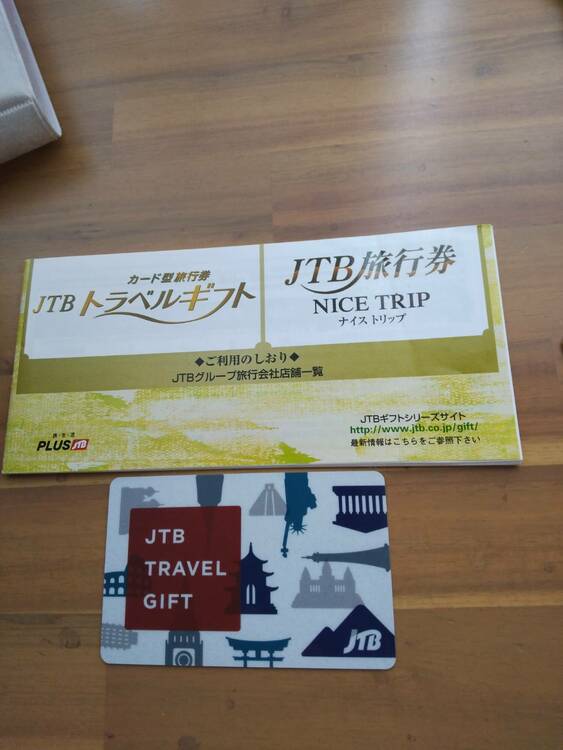 カード型旅行券
JTBトラベルギフト
JTB旅行券
NICE TRIP
ナイストリップ
◆ご利用のしおり◆
JTBグループ旅行会社店舗一覧
PLUS JTB
JTBギフトシリーズサイト
http://www.jtb.co.jp/gift/
最新情報はこちらをご参照下さい
JTB
TRAVEL
GIFT
JTB